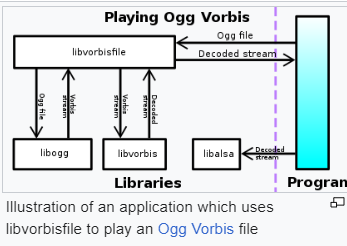 Playing Ogg Vorbis
Ogg file
libvorbisfile
Decoded stream
Ogg file
Vorbis stream
Vorbis stream
Decoded stream
libogg
libvorbis
libalsa
Decoded stream
Libraries
Program
Illustration of an application which uses
libvorbisfile to play an Ogg Vorbis file